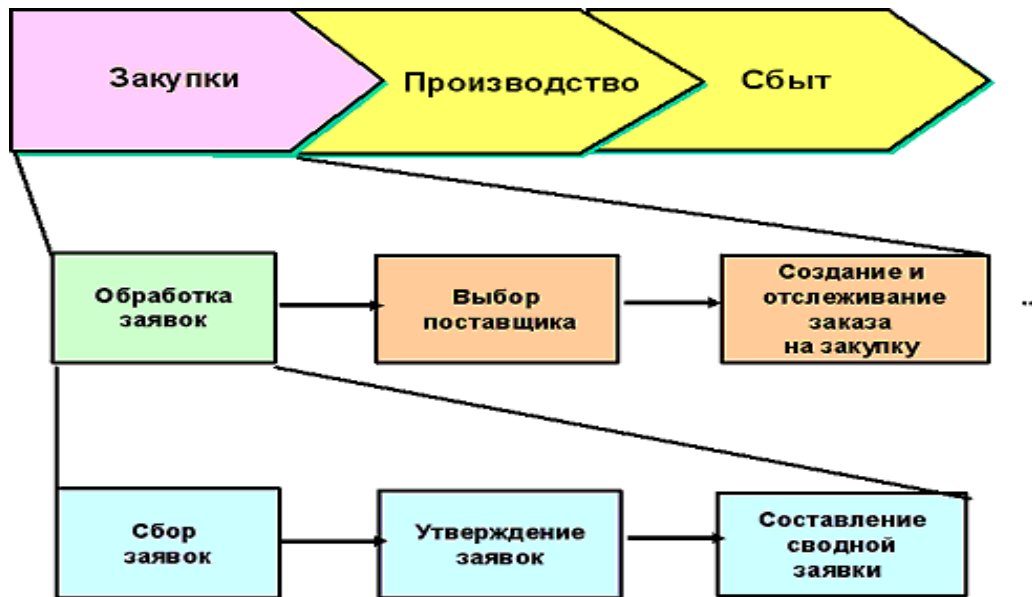 Закупки
Производство
Сбыт
Обработка
заявок
Выбор
поставщика
Создание и
отслеживание
заказа
на закупку
..
Сбор
заявок
Утверждение
заявок
Составление
сводной
заявки